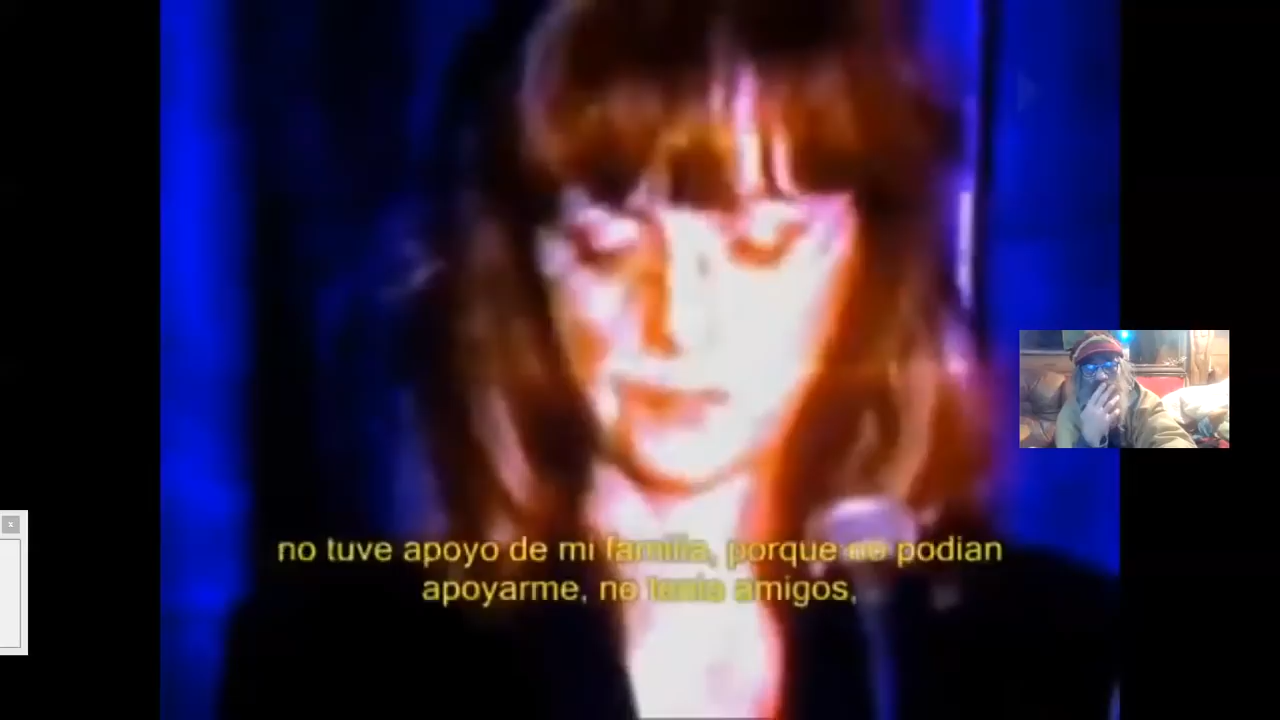 no tuve apoyo de mi familia, porque no podian
apoyarme, no tenia amigos,
x